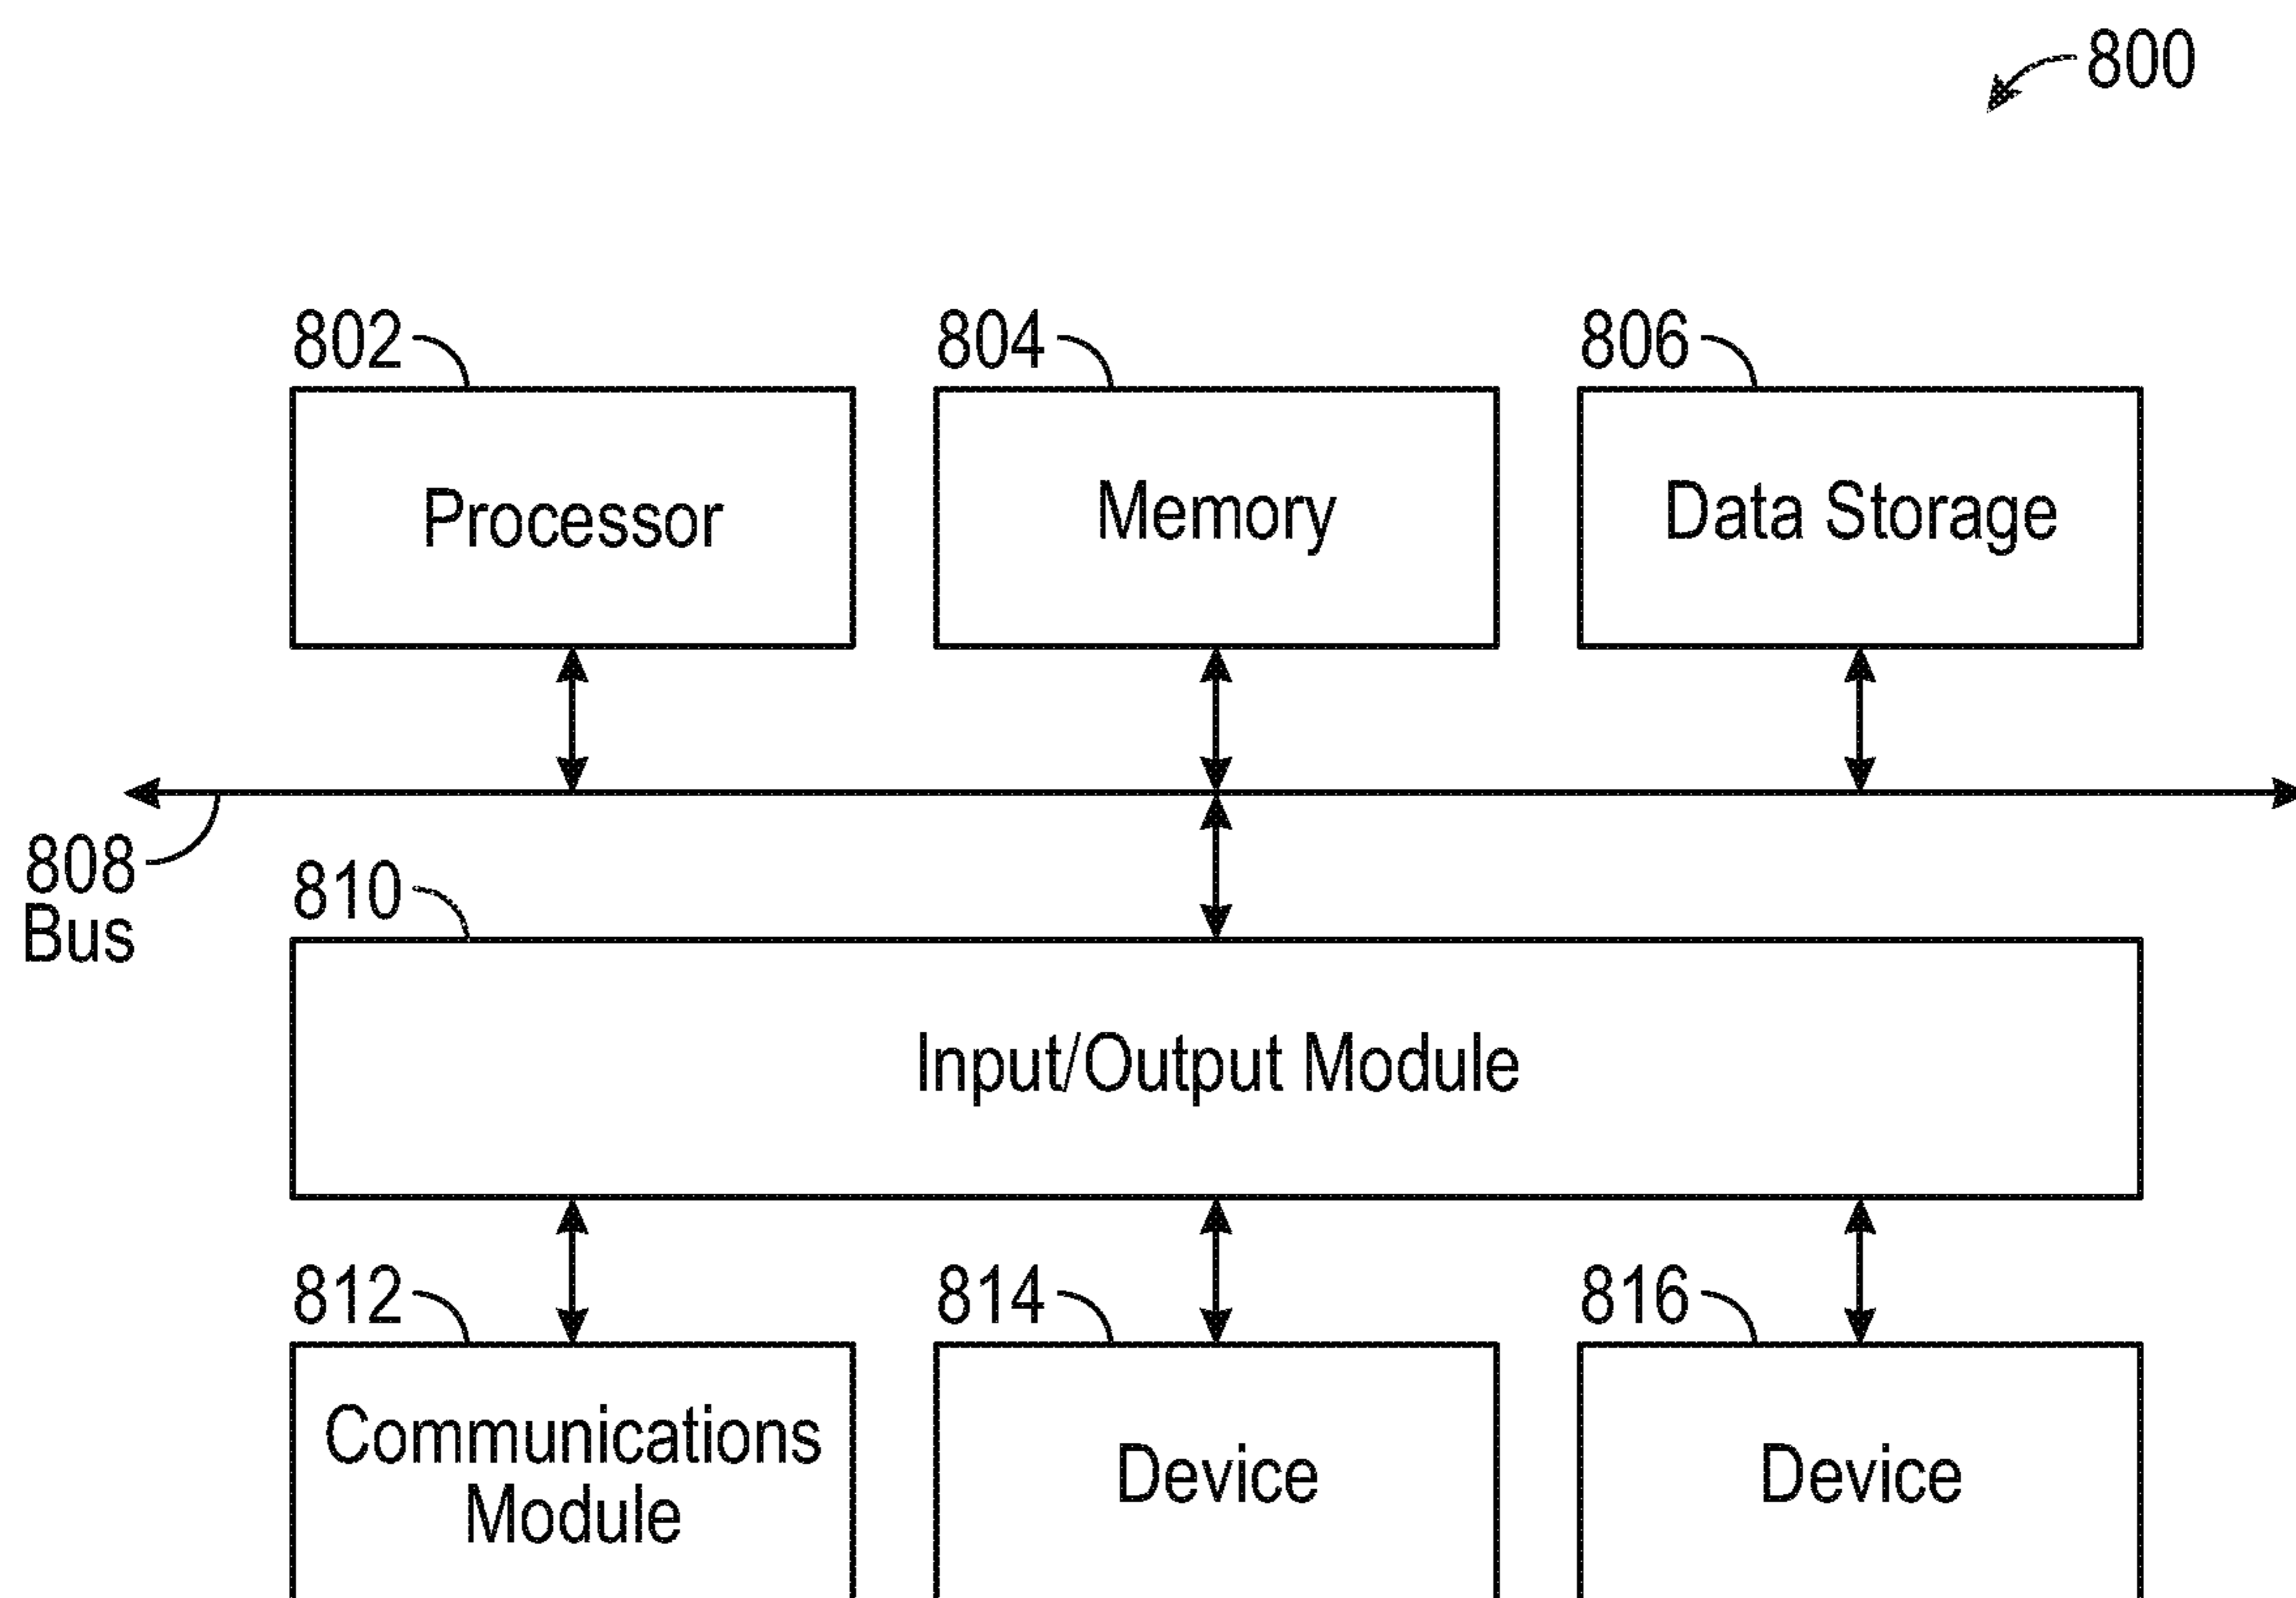 800
802
804
806
Processor
Memory
Data Storage
808
Bus
810
Input/Output Module
812
814
816
Communications
Module
Device
Device